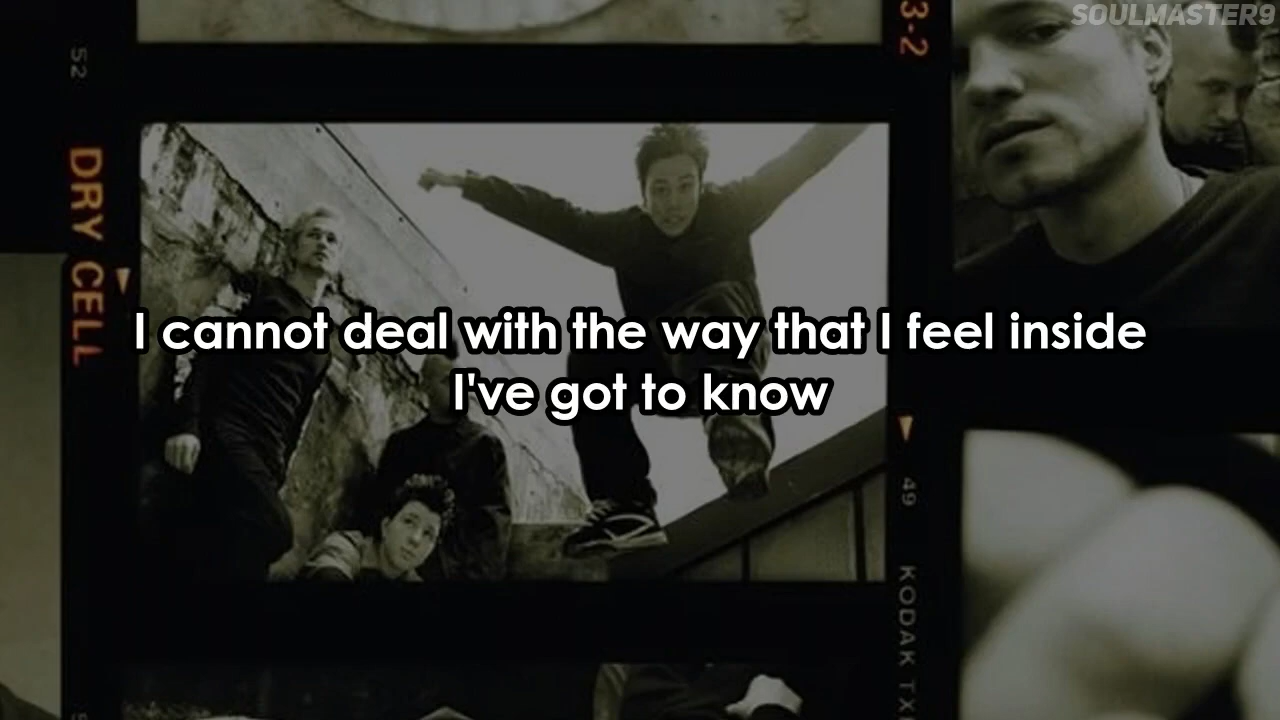 SOULMASTER9
3-2
52
DRY CELL
I cannot deal with the way that I feel inside
I've got to know
49
KODAK TX